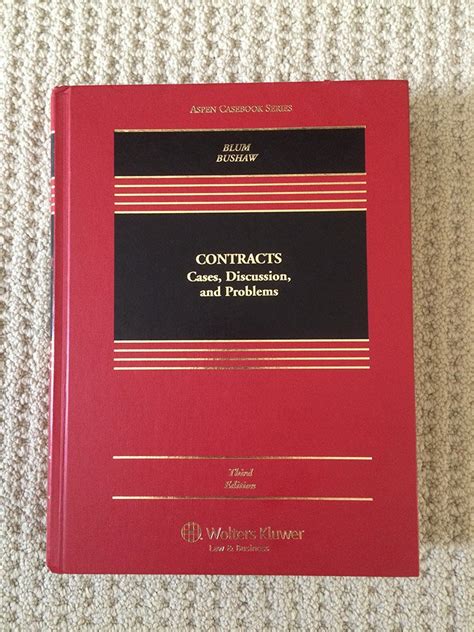 ASPEN CASEBOOK SERIES
BLUM
BUSHAW
CONTRACTS
Cases, Discussion,
and Problems
Third
Edition
Wolters Kluwer
Law & Business